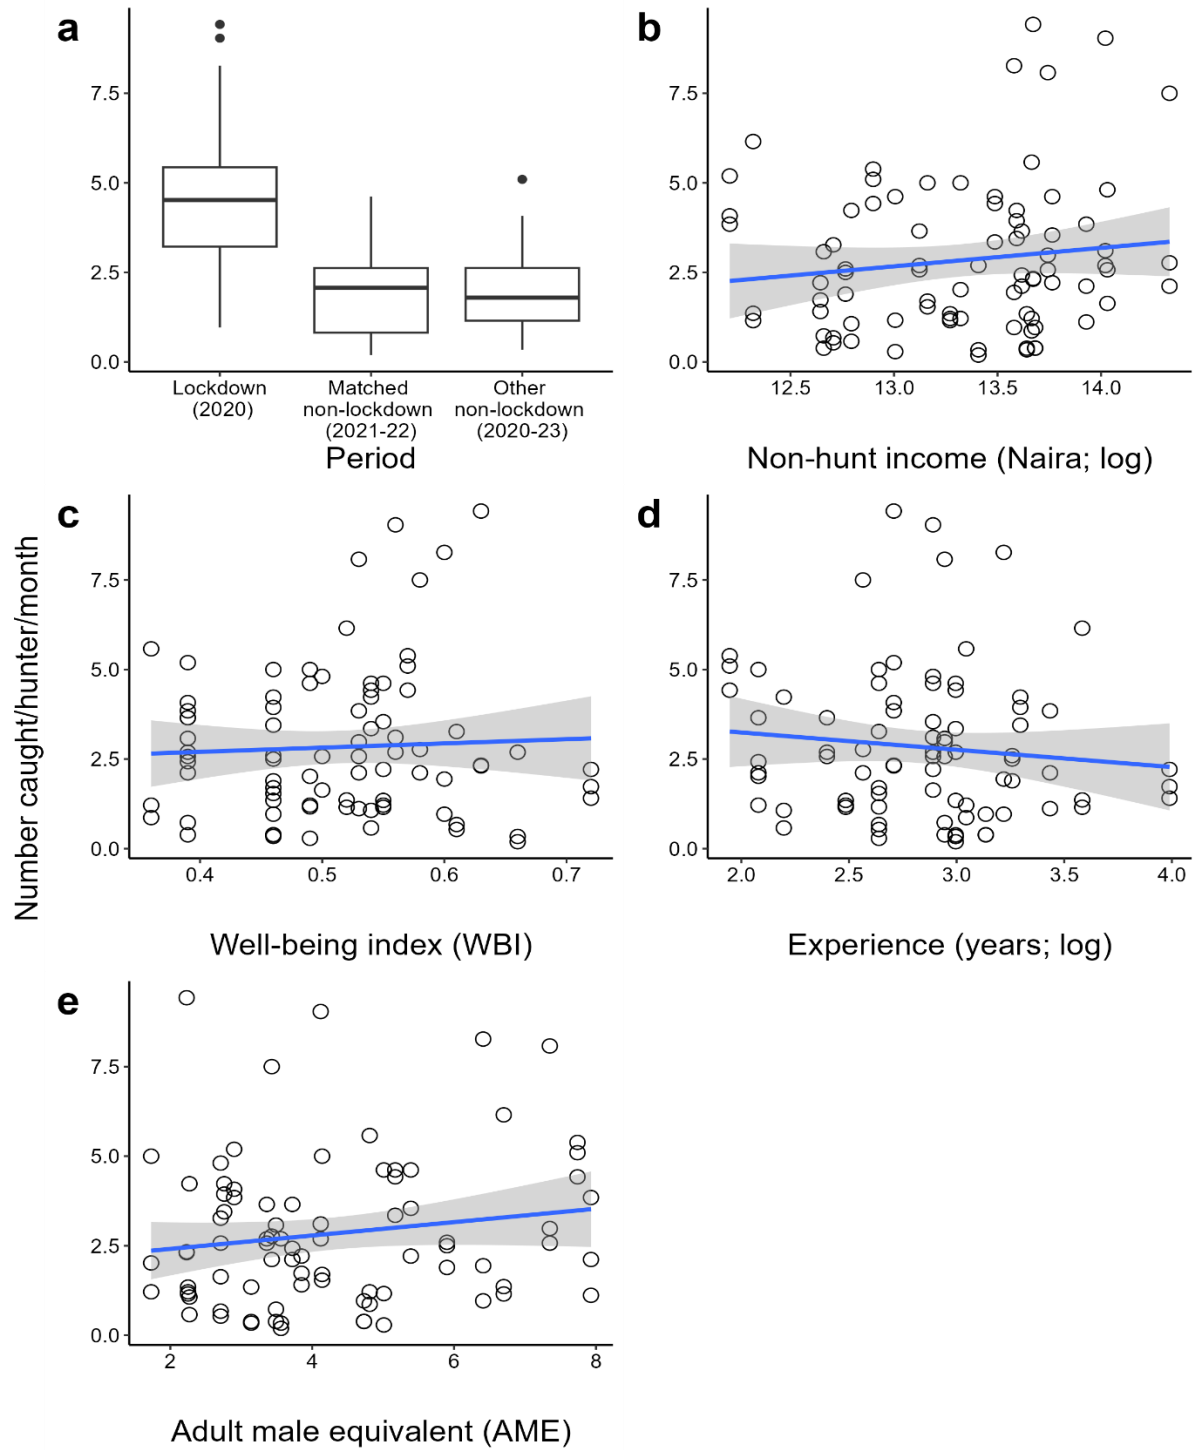 a
7.5
5.0
2.5
0.0
Lockdown
(2020)
Matched
non-lockdown
(2021-22)
Other
non-lockdown
(2020-23)
Period
b
7.5
5.0
2.5
0.0
12.5 13.0 13.5 14.0
Non-hunt income (Naira; log)
Number caught/hunter/month
c
7.5
5.0
2.5
0.0
0.4 0.5 0.6 0.7
Well-being index (WBI)
d
7.5
5.0
2.5
0.0
2.0 2.5 3.0 3.5 4.0
Experience (years; log)
e
7.5
5.0
2.5
0.0
2 4 6 8
Adult male equivalent (AME)